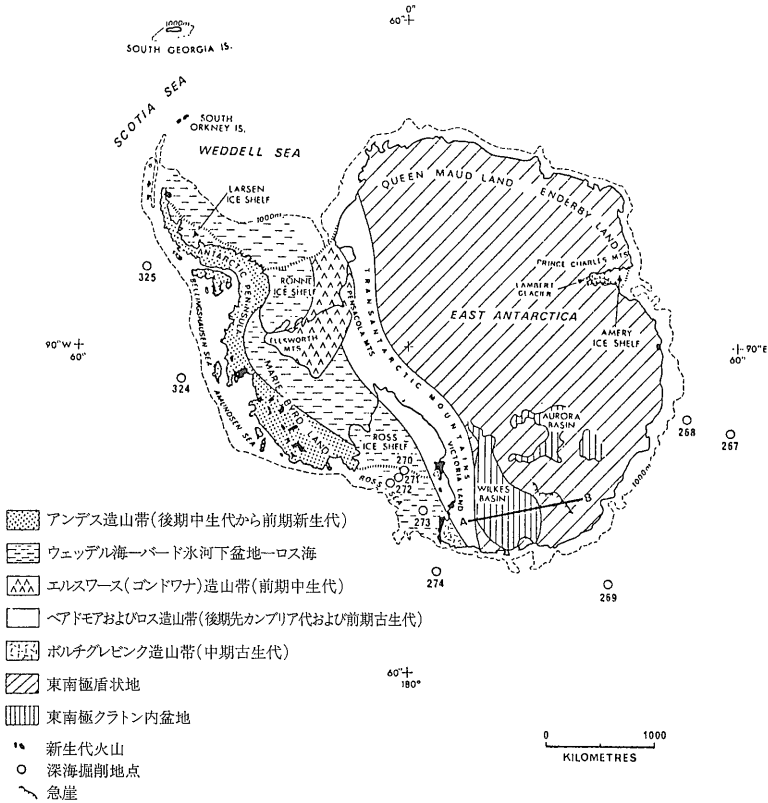 0°
60°
1000m
SOUTH GEORGIA IS.
SCOTIA SEA
SOUTH
ORKNEY IS.
WEDDELL SEA
LARSEN
ICE SHELF
1000m
QUEEN MAUD LAND
ENDERBY LAND
PRINCE CHARLES MTS.
LAMBERT
GLACIER
AMERY
ICE SHELF
325
ANTARCTIC PENINSULA
RONNE
ICE SHELF
PENSACOLA MTS
TRANSANTARCTIC MOUNTAINS
EAST ANTARCTICA
BELLINGSHAUSEN SEA
ELLSWORTH
MTS.
90°W
60°
90°E
60°
324
AMUNDSEN SEA
MARIE BYRD LAND
AURORA
BASIN
268
267
ROSS
ICE SHELF
270
271
272
ROSS SEA
273
VICTORIA LAND
WILKES
BASIN
A
B
1000m
274
269
アンデス造山帯(後期中生代から前期新生代)
ウェッデル海ーバード氷河下盆地ーロス海
エルスワース(ゴンドワナ)造山帯(前期中生代)
ベアドモアおよびロス造山帯(後期先カンブリア代および前期古生代)
ボルチグレビンク造山帯(中期古生代)
東南極盾状地
東南極クラトン内盆地
新生代火山
深海掘削地点
急崖
60°
180°
0
1000
KILOMETRES